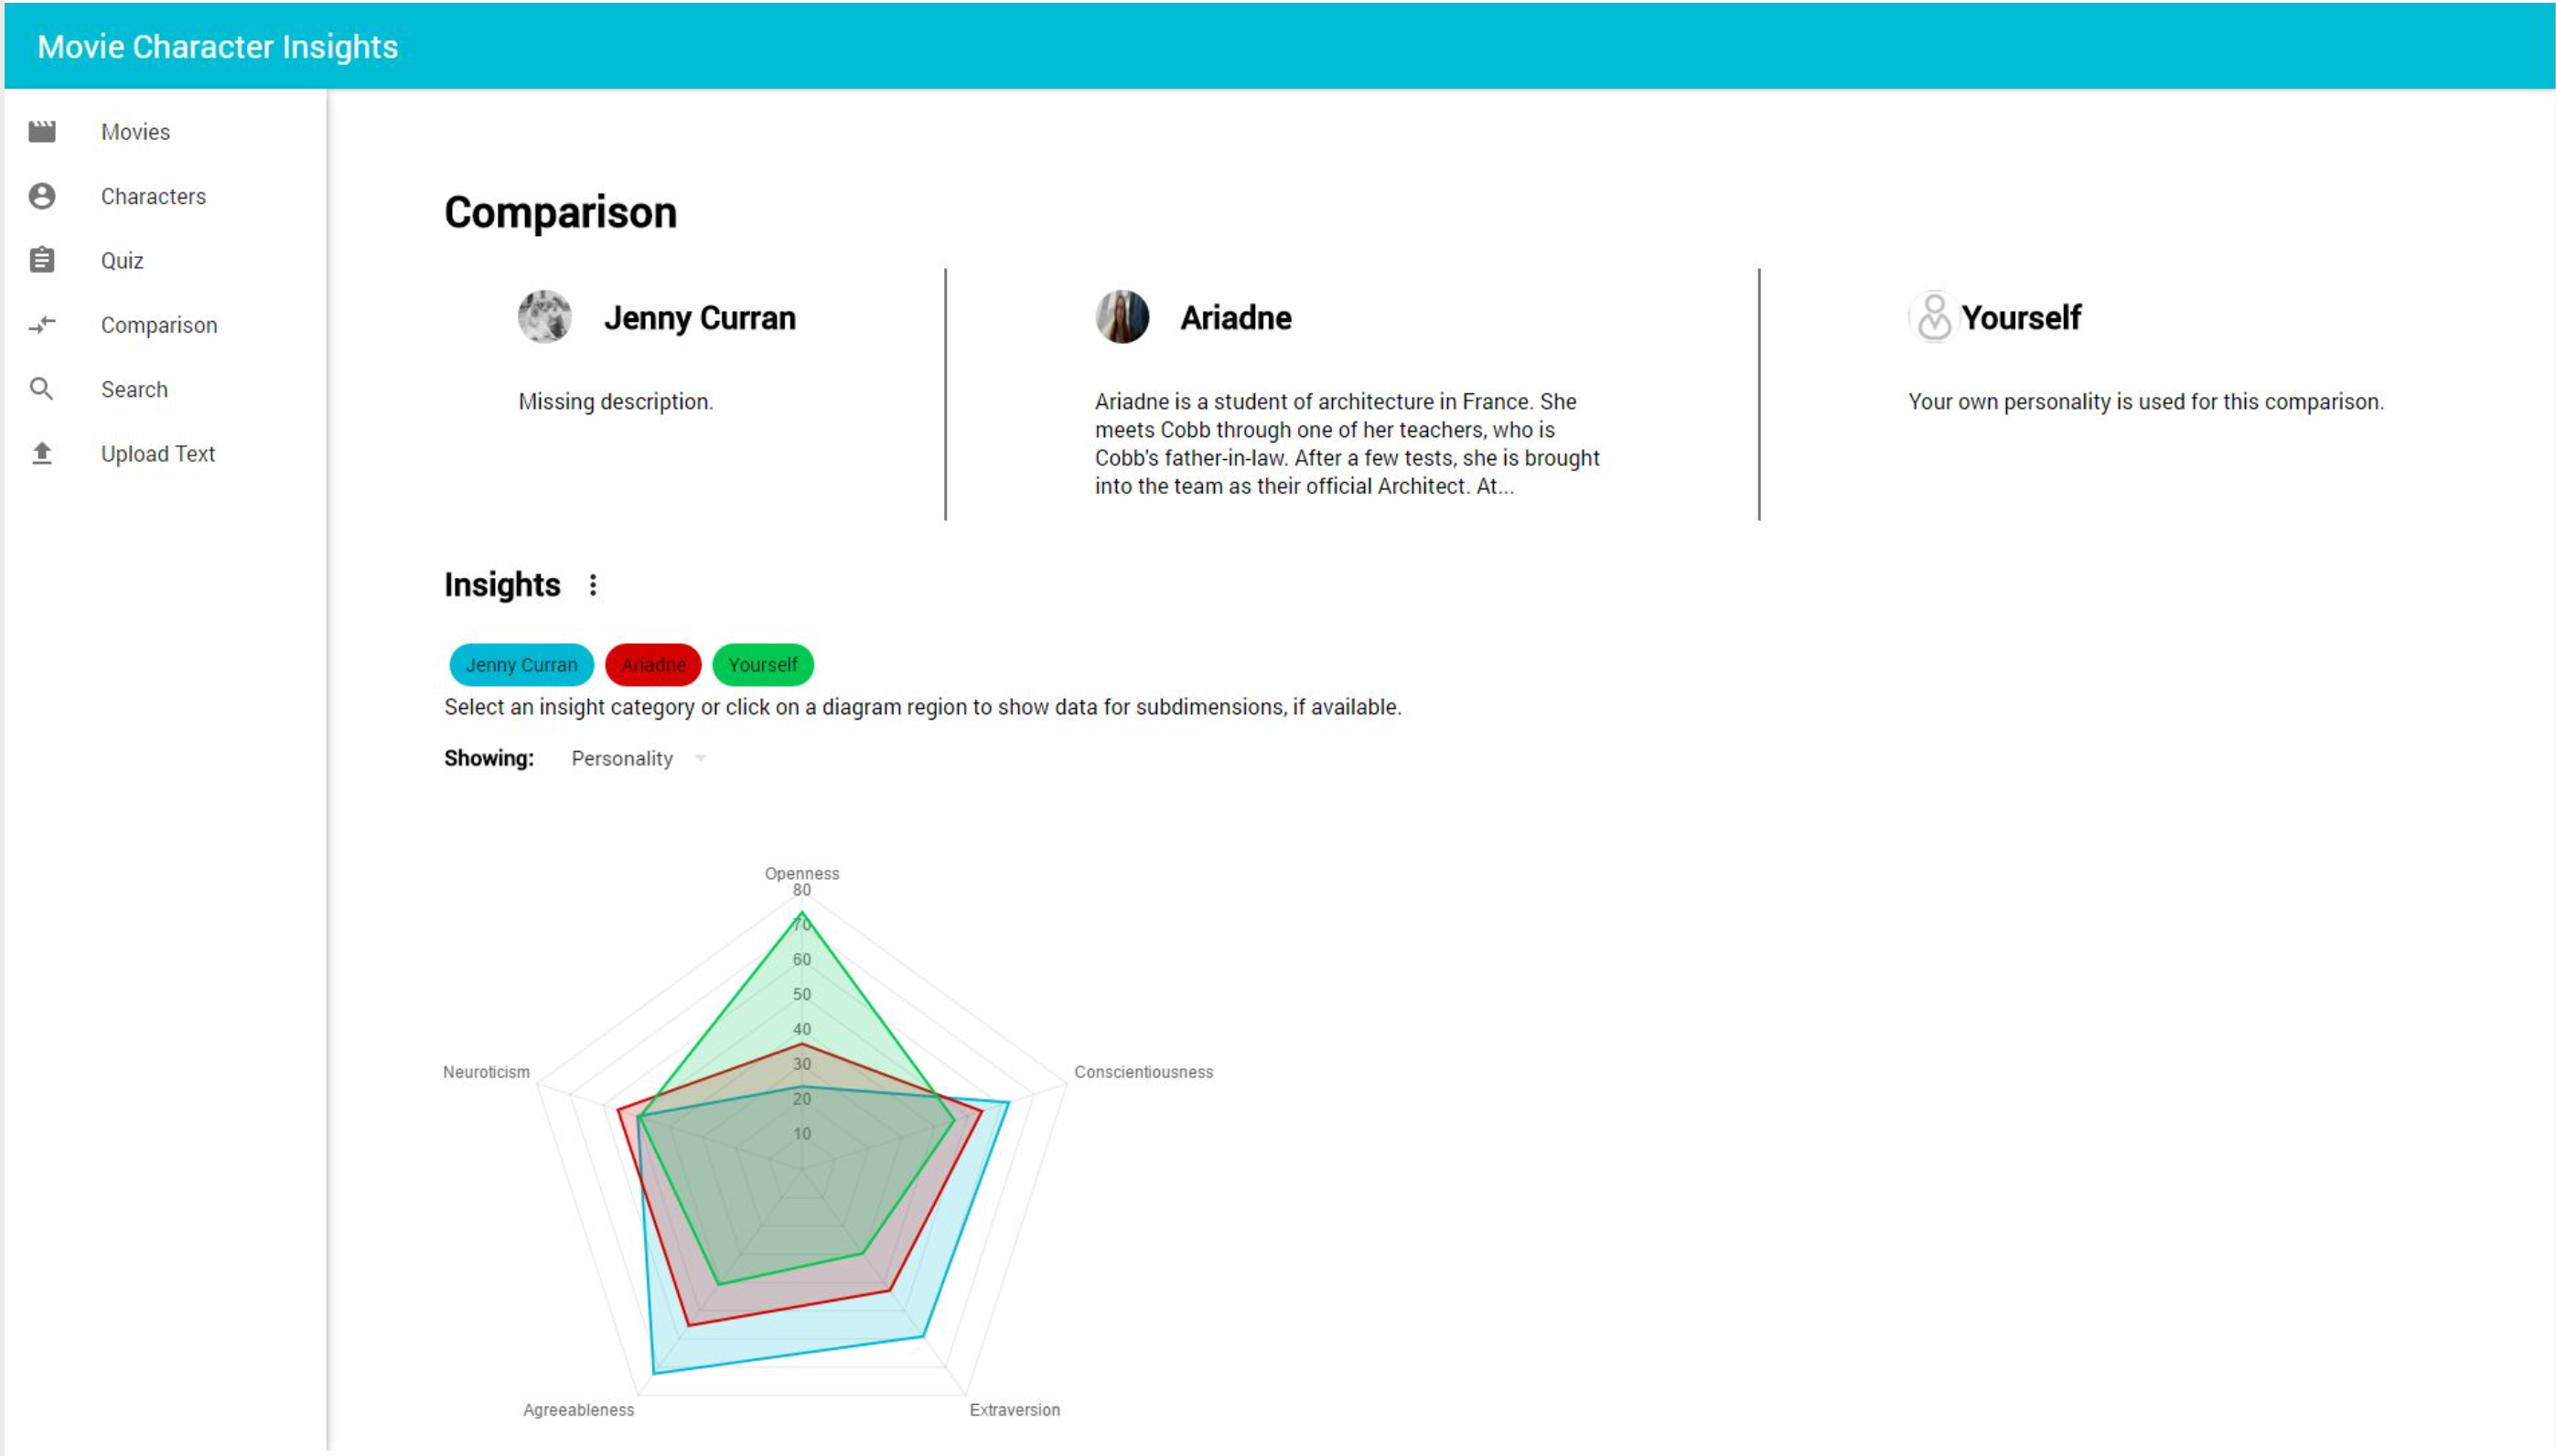 Movie Character Insights
Movies
Characters
Quiz
Comparison
Search
Upload Text
Comparison
Jenny Curran
Missing description.
Ariadne
Ariadne is a student of architecture in France. She
meets Cobb through one of her teachers, who is
Cobb's father-in-law. After a few tests, she is brought
into the team as their official Architect. At...
Yourself
Your own personality is used for this comparison.
Insights
Jenny Curran
Ariadne
Yourself
Select an insight category or click on a diagram region to show data for subdimensions, if available.
Showing: Personality
Openness
80
70
60
50
40
30
20
10
Neuroticism
Conscientiousness
Agreeableness
Extraversion